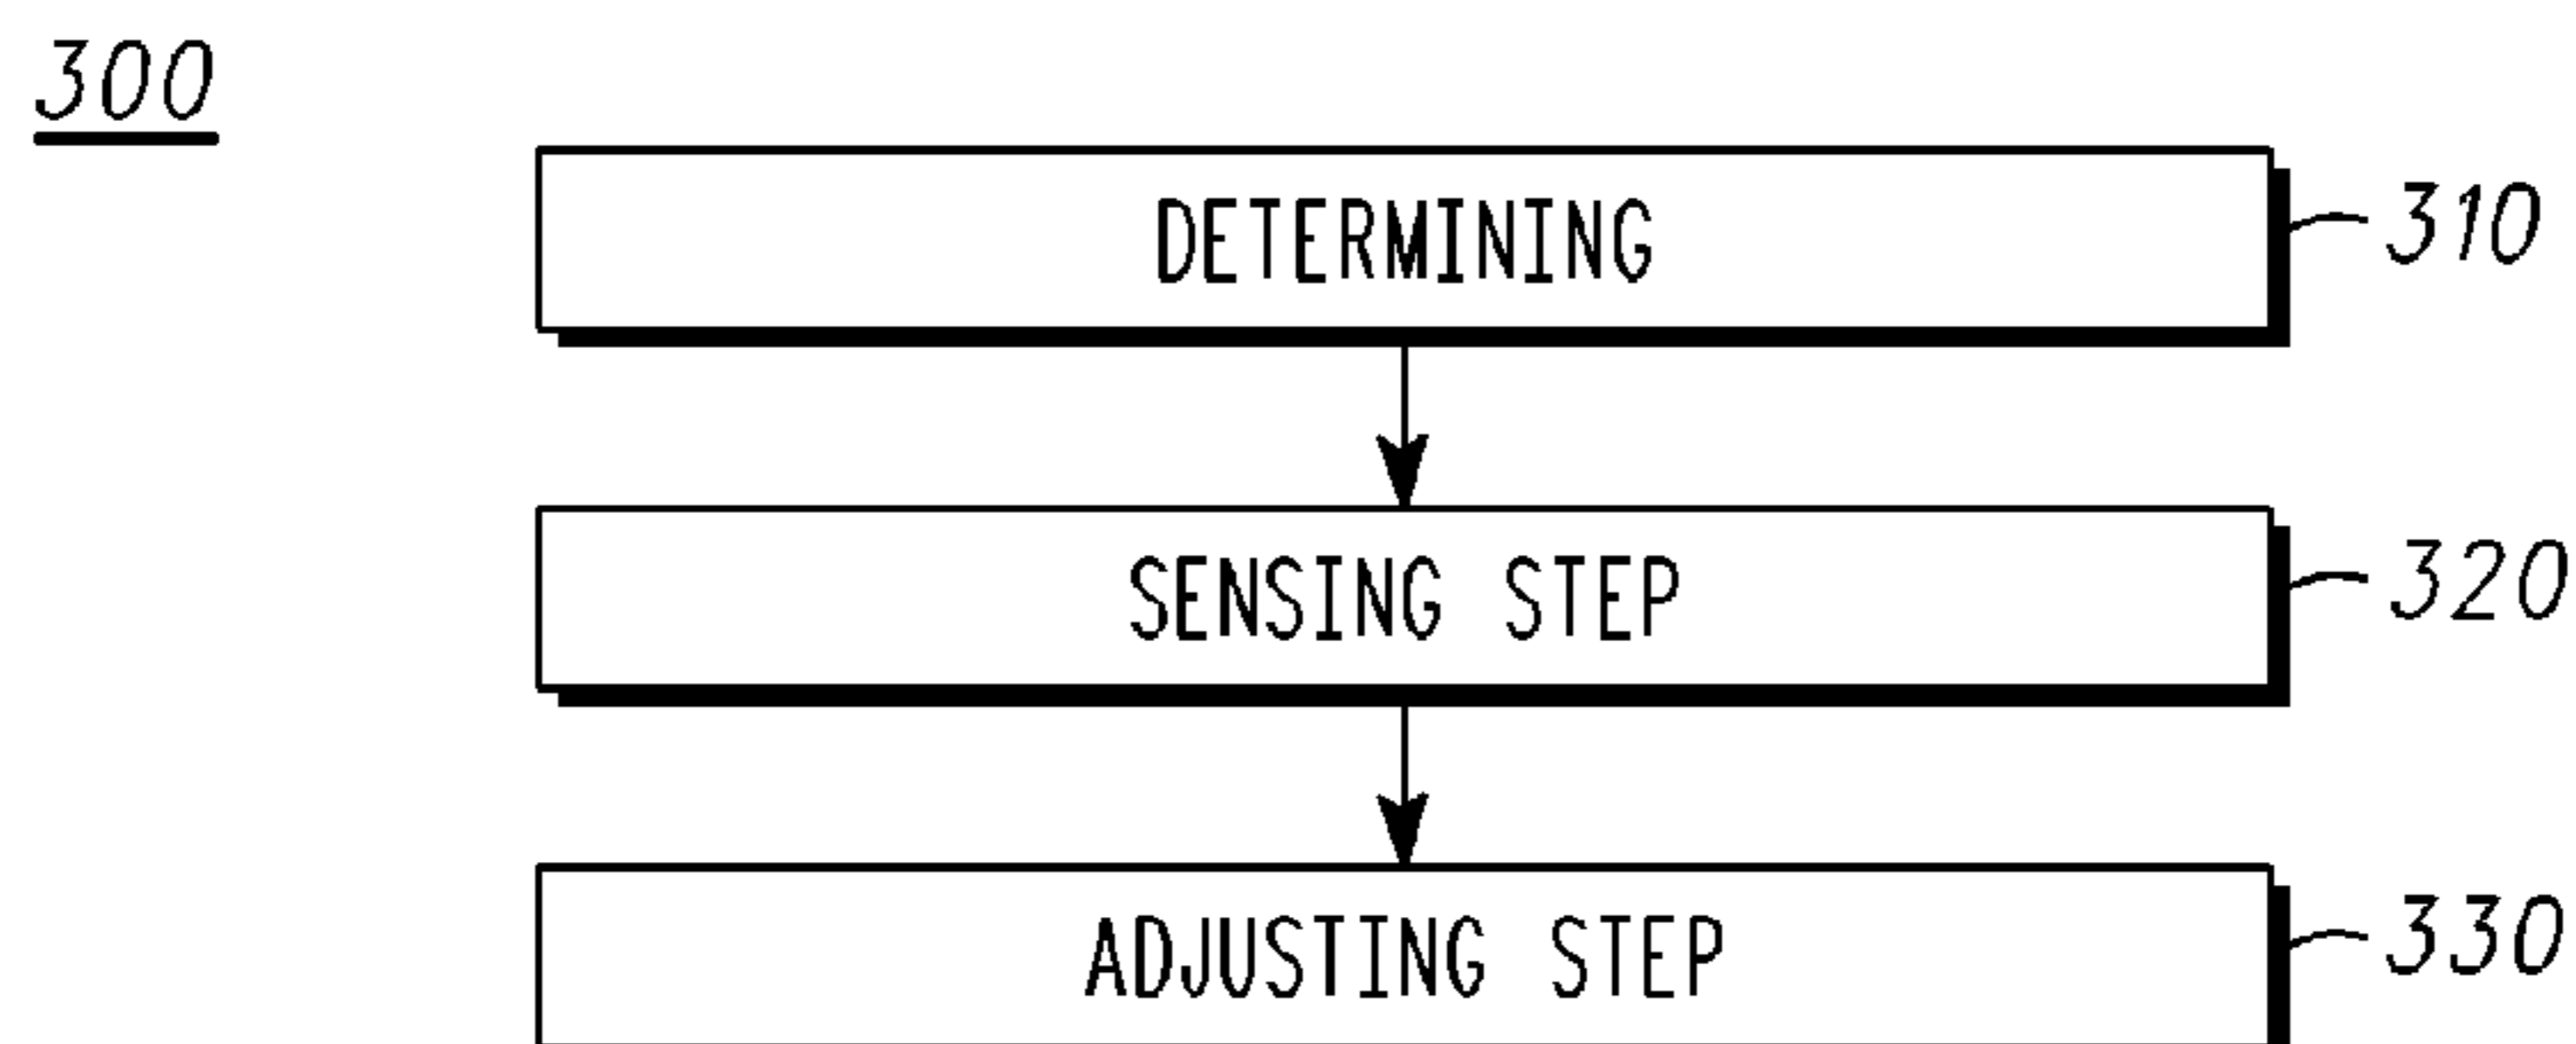 300
DETERMINING
310
SENSING STEP
320
ADJUSTING STEP
330